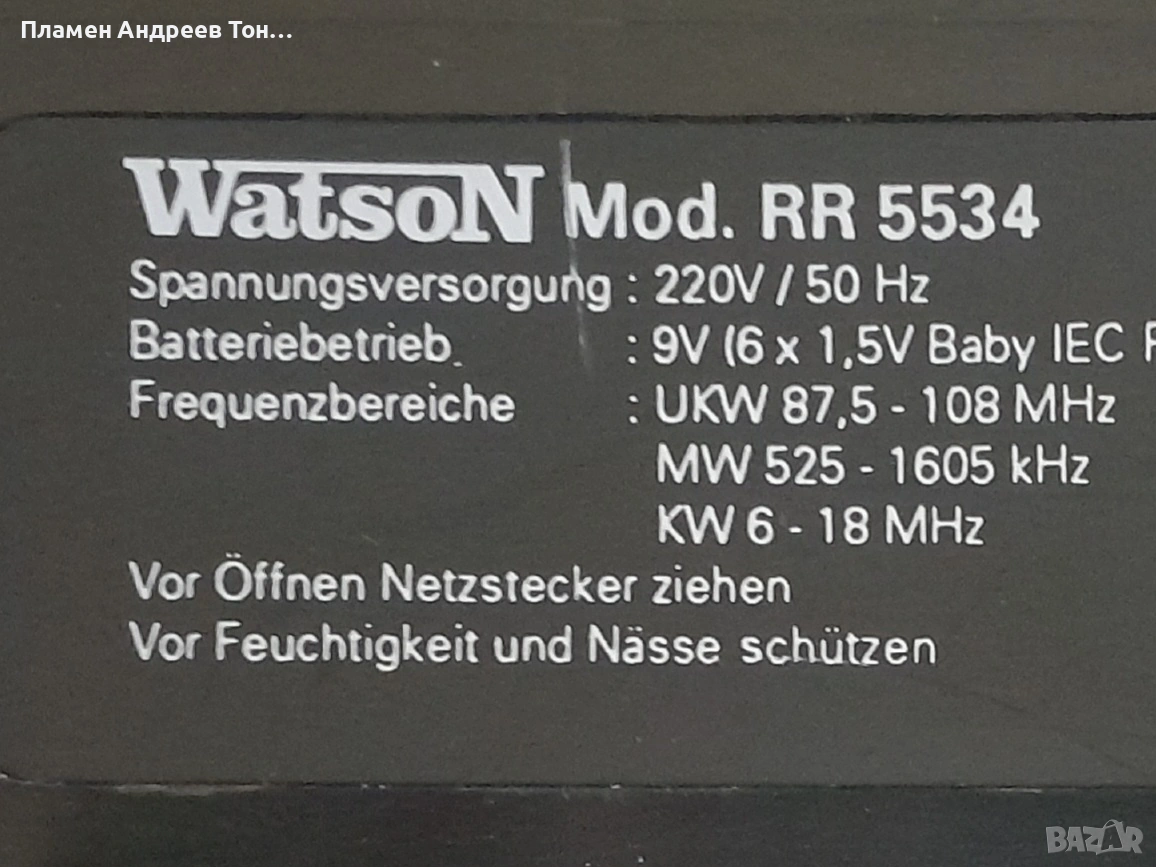 Пламен Андреев Тон...
Watson Mod. RR 5534
Spannungsversorgung : 220V / 50 Hz
Batteriebetrieb. : 9V (6 x 1,5V Baby IEC
Frequenzbereiche : UKW 87,5 - 108 MHz
MW 525 - 1605 kHz
KW 6 - 18 MHz
Vor Öffnen Netzstecker ziehen
Vor Feuchtigkeit und Nässe schützen
BAZAR